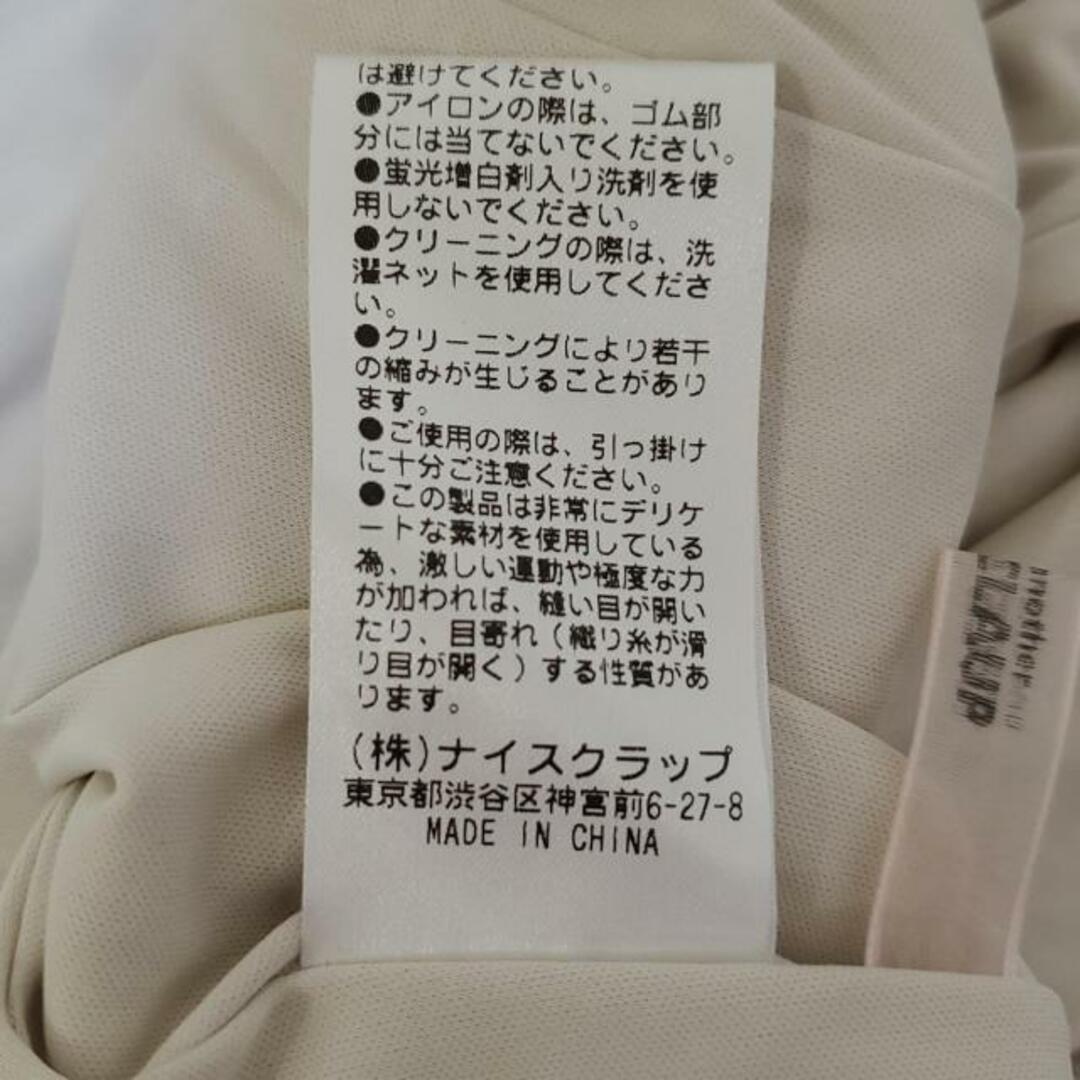 は避けてください。
●アイロンの際は、ゴム部
分には当てないでください。
●蛍光増白剤入り洗剤を使
用しないでください。
●クリーニングの際は、洗
濯ネットを使用してくださ
い。
●クリーニングにより若干
の縮みが生じることがあり
ます。
●ご使用の際は、引っ掛け
に十分ご注意ください。
●この製品は非常にデリケ
ートな素材を使用している
為、激しい運動や極度な力
が加われば、縫い目が開い
たり、目寄れ(織り糸が滑
り目が開く)する性質があ
ります。
(株)ナイスクラップ
東京都渋谷区神宮前6-27-8
MADE IN CHINA